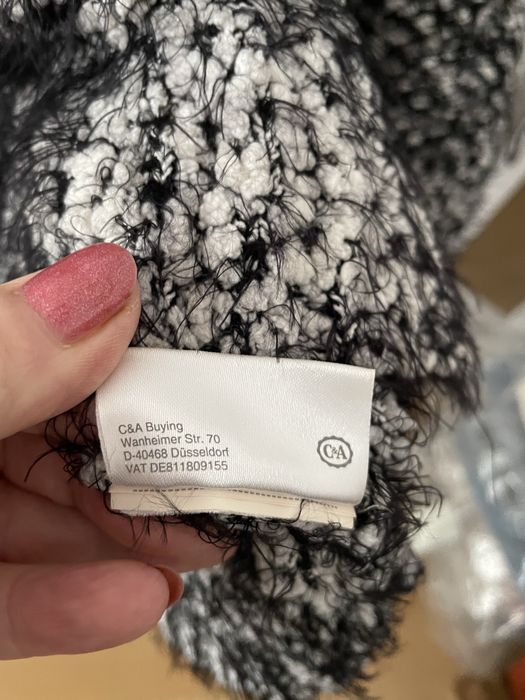 C&A Buying
Wanheimer Str. 70
D-40468 Düsseldorf
VAT DE811809155
C&A